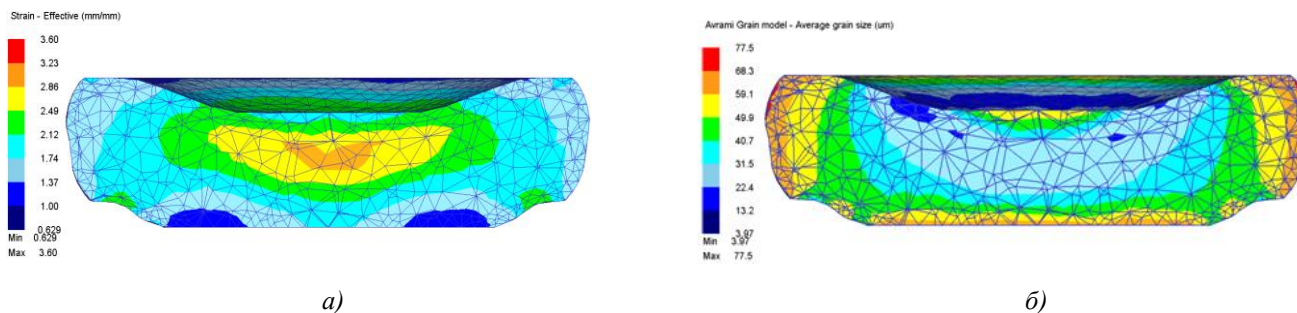 Strain - Effective (mm/mm)
3.60
3.23
2.86
2.49
2.12
1.74
1.37
1.00
0.629
Min 0.629
Max 3.60
а)
Avrami Grain model - Average grain size (um)
77.5
68.3
59.1
49.9
40.7
31.5
22.4
13.2
3.97
Min 3.97
Max 77.5
б)